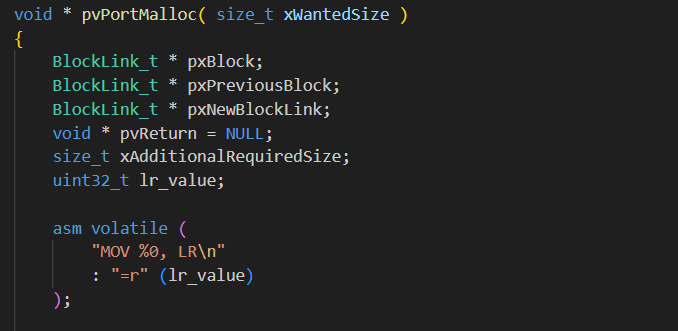 void * pvPortMalloc( size_t xWantedSize )
{
    BlockLink_t * pxBlock;
    BlockLink_t * pxPreviousBlock;
    BlockLink_t * pxNewBlockLink;
    void * pvReturn = NULL;
    size_t xAdditionalRequiredSize;
    uint32_t lr_value;

    asm volatile (
        "MOV %0, LR\n"
        : "=r" (lr_value)
    );